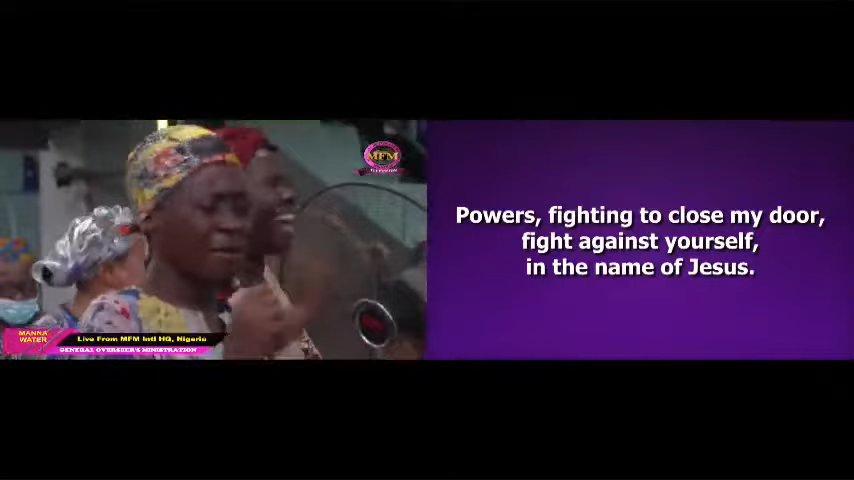 MFM
Powers, fighting to close my door,
fight against yourself,
in the name of Jesus.
MANNA WATER
Live From MFM Intl HQ, Nigeria
GENERAL OVERSEER'S MINISTRATION